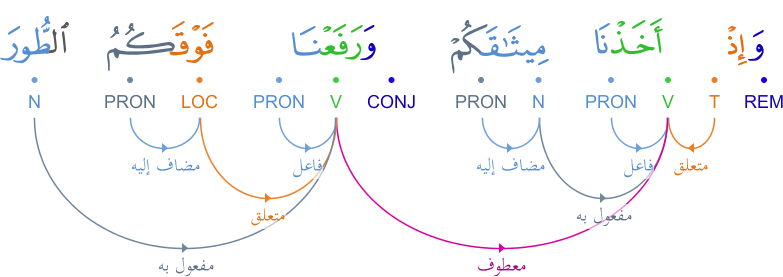 وَإِذْ أَخَذْنَا مِيثَـٰقَكُمْ وَرَفَعْنَا فَوْقَكُمُ ٱلطُّورَ
REM T V PRON N PRON CONJ V PRON LOC PRON N
متعلق فاعل مضاف إليه فاعل مضاف إليه
مفعول به متعلق
معطوف مفعول به